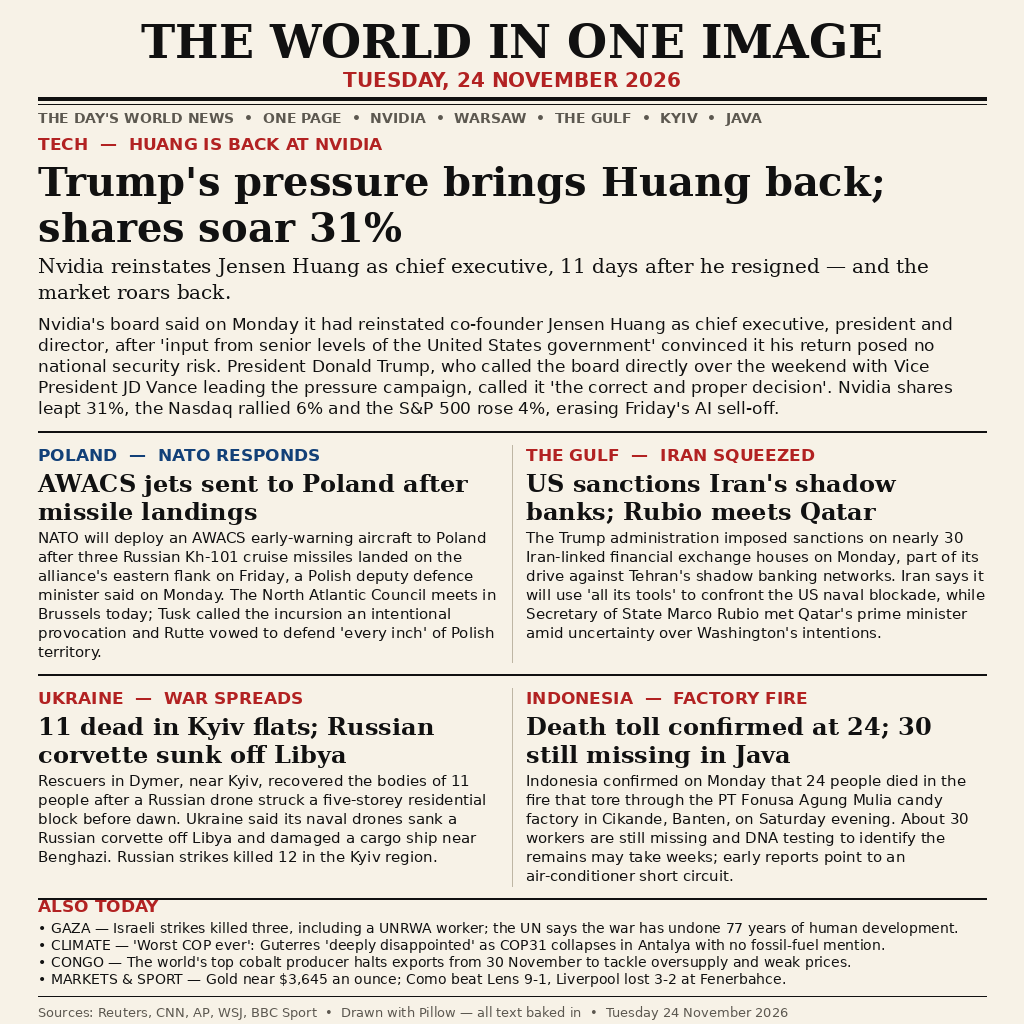 THE WORLD IN ONE IMAGE
TUESDAY, 24 NOVEMBER 2026
THE DAY'S WORLD NEWS • ONE PAGE • NVIDIA • WARSAW • THE GULF • KYIV • JAVA
TECH — HUANG IS BACK AT NVIDIA
Trump's pressure brings Huang back;
shares soar 31%
Nvidia reinstates Jensen Huang as chief executive, 11 days after he resigned — and the
market roars back.
Nvidia's board said on Monday it had reinstated co-founder Jensen Huang as chief executive, president and
director, after 'input from senior levels of the United States government' convinced it his return posed no
national security risk. President Donald Trump, who called the board directly over the weekend with Vice
President JD Vance leading the pressure campaign, called it 'the correct and proper decision'. Nvidia shares
leapt 31%, the Nasdaq rallied 6% and the S&P 500 rose 4%, erasing Friday's AI sell-off.
POLAND — NATO RESPONDS
AWACS jets sent to Poland after
missile landings
NATO will deploy an AWACS early-warning aircraft to Poland
after three Russian Kh-101 cruise missiles landed on the
alliance's eastern flank on Friday, a Polish deputy defence
minister said on Monday. The North Atlantic Council meets in
Brussels today; Tusk called the incursion an intentional
provocation and Rutte vowed to defend 'every inch' of Polish
territory.
THE GULF — IRAN SQUEEZED
US sanctions Iran's shadow
banks; Rubio meets Qatar
The Trump administration imposed sanctions on nearly 30
Iran-linked financial exchange houses on Monday, part of its
drive against Tehran's shadow banking networks. Iran says it
will use 'all its tools' to confront the US naval blockade, while
Secretary of State Marco Rubio met Qatar's prime minister
amid uncertainty over Washington's intentions.
UKRAINE — WAR SPREADS
11 dead in Kyiv flats; Russian
corvette sunk off Libya
Rescuers in Dymer, near Kyiv, recovered the bodies of 11
people after a Russian drone struck a five-storey residential
block before dawn. Ukraine said its naval drones sank a
Russian corvette off Libya and damaged a cargo ship near
Benghazi. Russian strikes killed 12 in the Kyiv region.
INDONESIA — FACTORY FIRE
Death toll confirmed at 24; 30
still missing in Java
Indonesia confirmed on Monday that 24 people died in the
fire that tore through the PT Fonusa Agung Mulia candy
factory in Cikande, Banten, on Saturday evening. About 30
workers are still missing and DNA testing to identify the
remains may take weeks; early reports point to an
air-conditioner short circuit.
ALSO TODAY
• GAZA — Israeli strikes killed three, including a UNRWA worker; the UN says the war has undone 77 years of human development.
• CLIMATE — 'Worst COP ever': Guterres 'deeply disappointed' as COP31 collapses in Antalya with no fossil-fuel mention.
• CONGO — The world's top cobalt producer halts exports from 30 November to tackle oversupply and weak prices.
• MARKETS & SPORT — Gold near $3,645 an ounce; Como beat Lens 9-1, Liverpool lost 3-2 at Fenerbahce.
Sources: Reuters, CNN, AP, WSJ, BBC Sport • Drawn with Pillow — all text baked in • Tuesday 24 November 2026